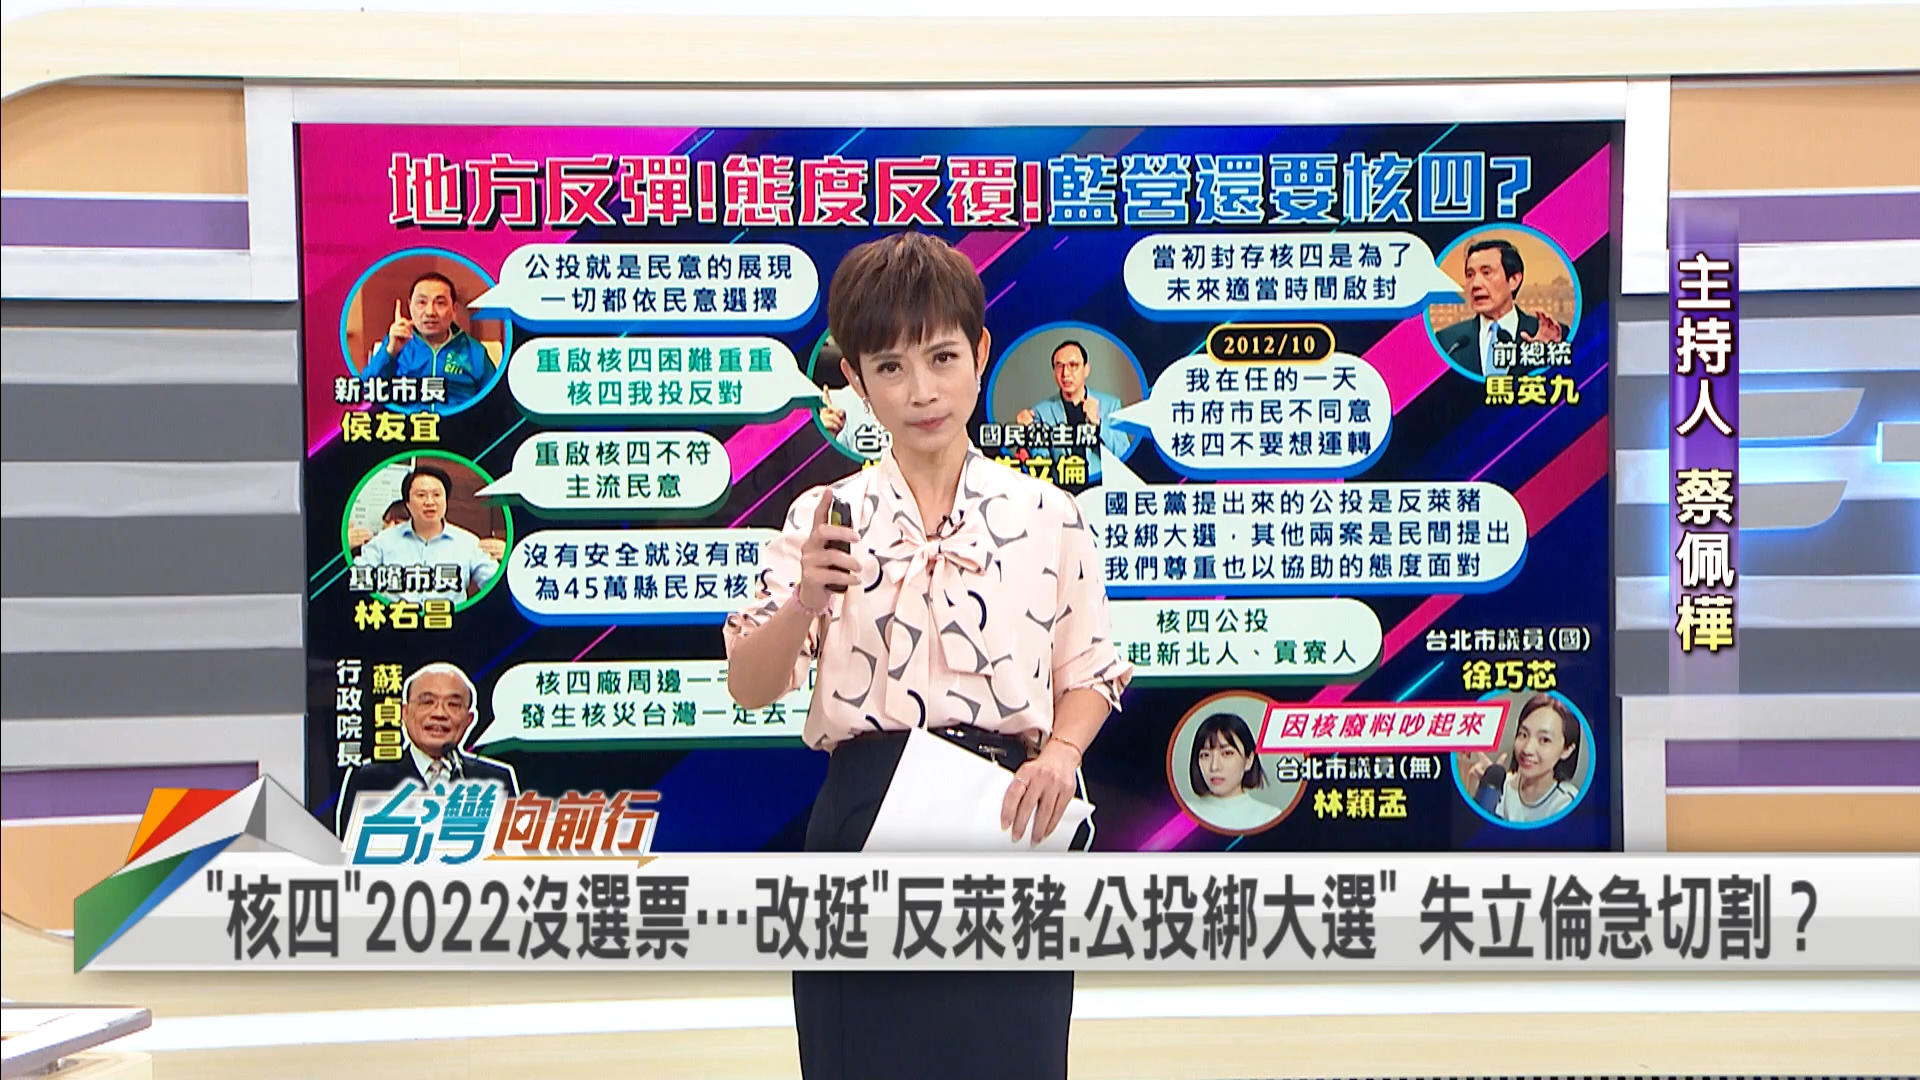 地方反彈!態度反覆!藍營還要核四?
公投就是民意的展現
一切都依民意選擇
新北市長
侯友宜
重啟核四困難重重
核四我投反對
台
重啟核四不符
主流民意
基隆市長
林右昌
沒有安全就沒有商
為45萬縣民反核
行政院長
蘇貞昌
核四廠周邊一
發生核災台灣一定去一
當初封存核四是為了
未來適當時間啟封
前總統
馬英九
2012/10
我在任的一天
市府市民不同意
核四不要想運轉
國民黨主席
朱立倫
國民黨提出來的公投是反萊豬
公投綁大選，其他兩案是民間提出
我們尊重也以協助的態度面對
核四公投
起新北人、貢寮人
台北市議員(國)
徐巧芯
因核廢料吵起來
台北市議員(無)
林穎孟
主持人 蔡佩樺
台灣向前行
"核四"2022沒選票…改挺"反萊豬.公投綁大選" 朱立倫急切割？